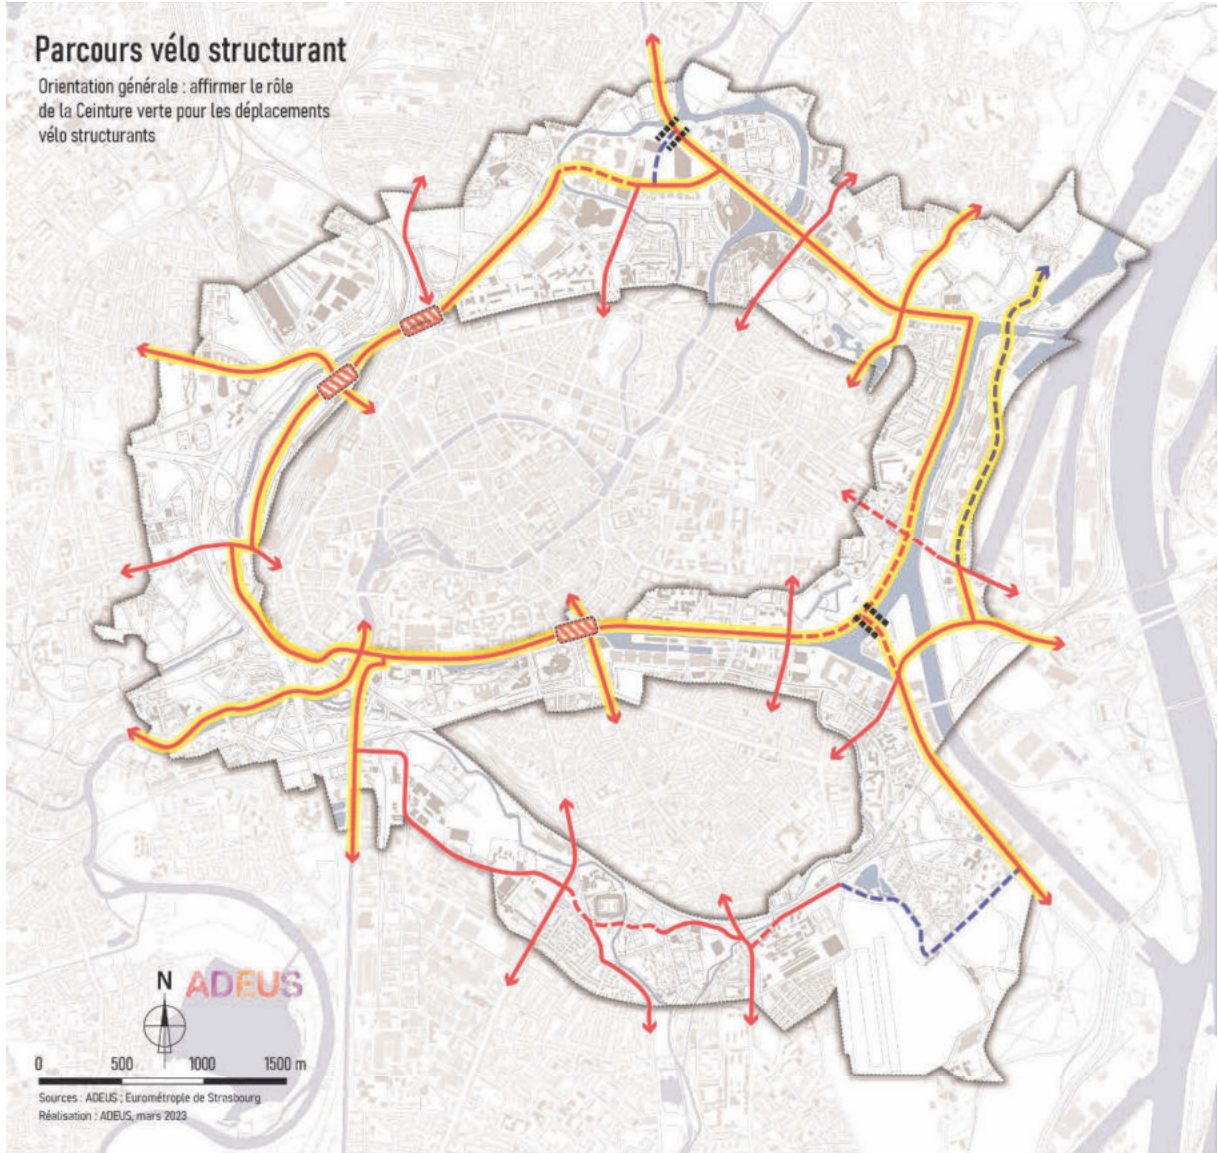 Parcours vélo structurant
Orientation générale : affirmer le rôle
de la Ceinture verte pour les déplacements
vélo structurants
N ADEUS
0 500 1000 1500 m
Sources : ADEUS ; Eurométrople de Strasbourg
Réalisation : ADEUS, mars 2023